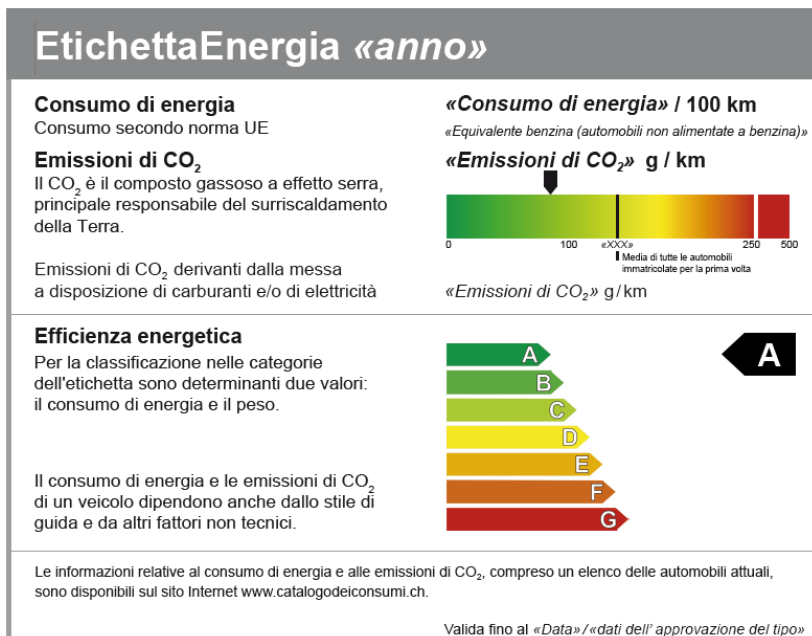 EtichettaEnergia «anno»
Consumo di energia
Consumo secondo norma UE
«Consumo di energia» / 100 km
«Equivalente benzina (automobili non alimentate a benzina)»
Emissioni di CO₂
Il CO₂ è il composto gassoso a effetto serra,
principale responsabile del surriscaldamento
della Terra.
«Emissioni di CO₂» g / km
0 100 «XXX» 250 500
Media di tutte le automobili
immatricolate per la prima volta
Emissioni di CO₂ derivanti dalla messa
a disposizione di carburanti e/o di elettricità
«Emissioni di CO₂» g/km
Efficienza energetica
Per la classificazione nelle categorie
dell'etichetta sono determinanti due valori:
il consumo di energia e il peso.
Il consumo di energia e le emissioni di CO₂
di un veicolo dipendono anche dallo stile di
guida e da altri fattori non tecnici.
A
B
C
D
E
F
G
A
Le informazioni relative al consumo di energia e alle emissioni di CO₂, compreso un elenco delle automobili attuali,
sono disponibili sul sito Internet www.catalogodeiconsumi.ch.
Valida fino al «Data»/«dati dell' approvazione del tipo»